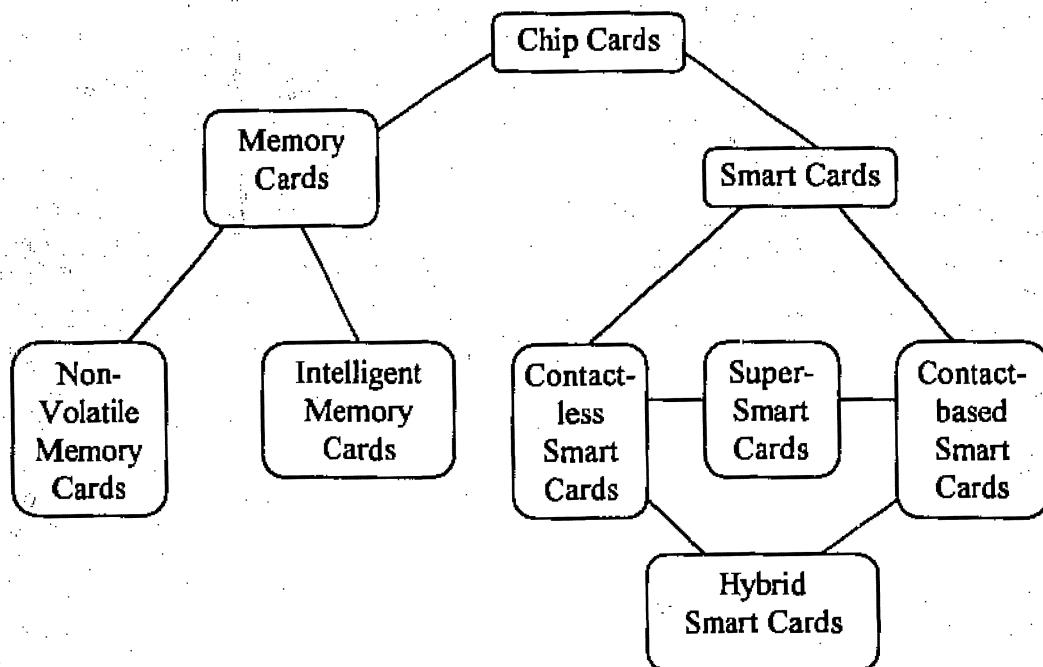 Chip Cards
Memory
Cards
Smart Cards
Non-
Volatile
Memory
Cards
Intelligent
Memory
Cards
Contact-
less
Smart
Cards
Super-
Smart
Cards
Contact-
based
Smart
Cards
Hybrid
Smart Cards